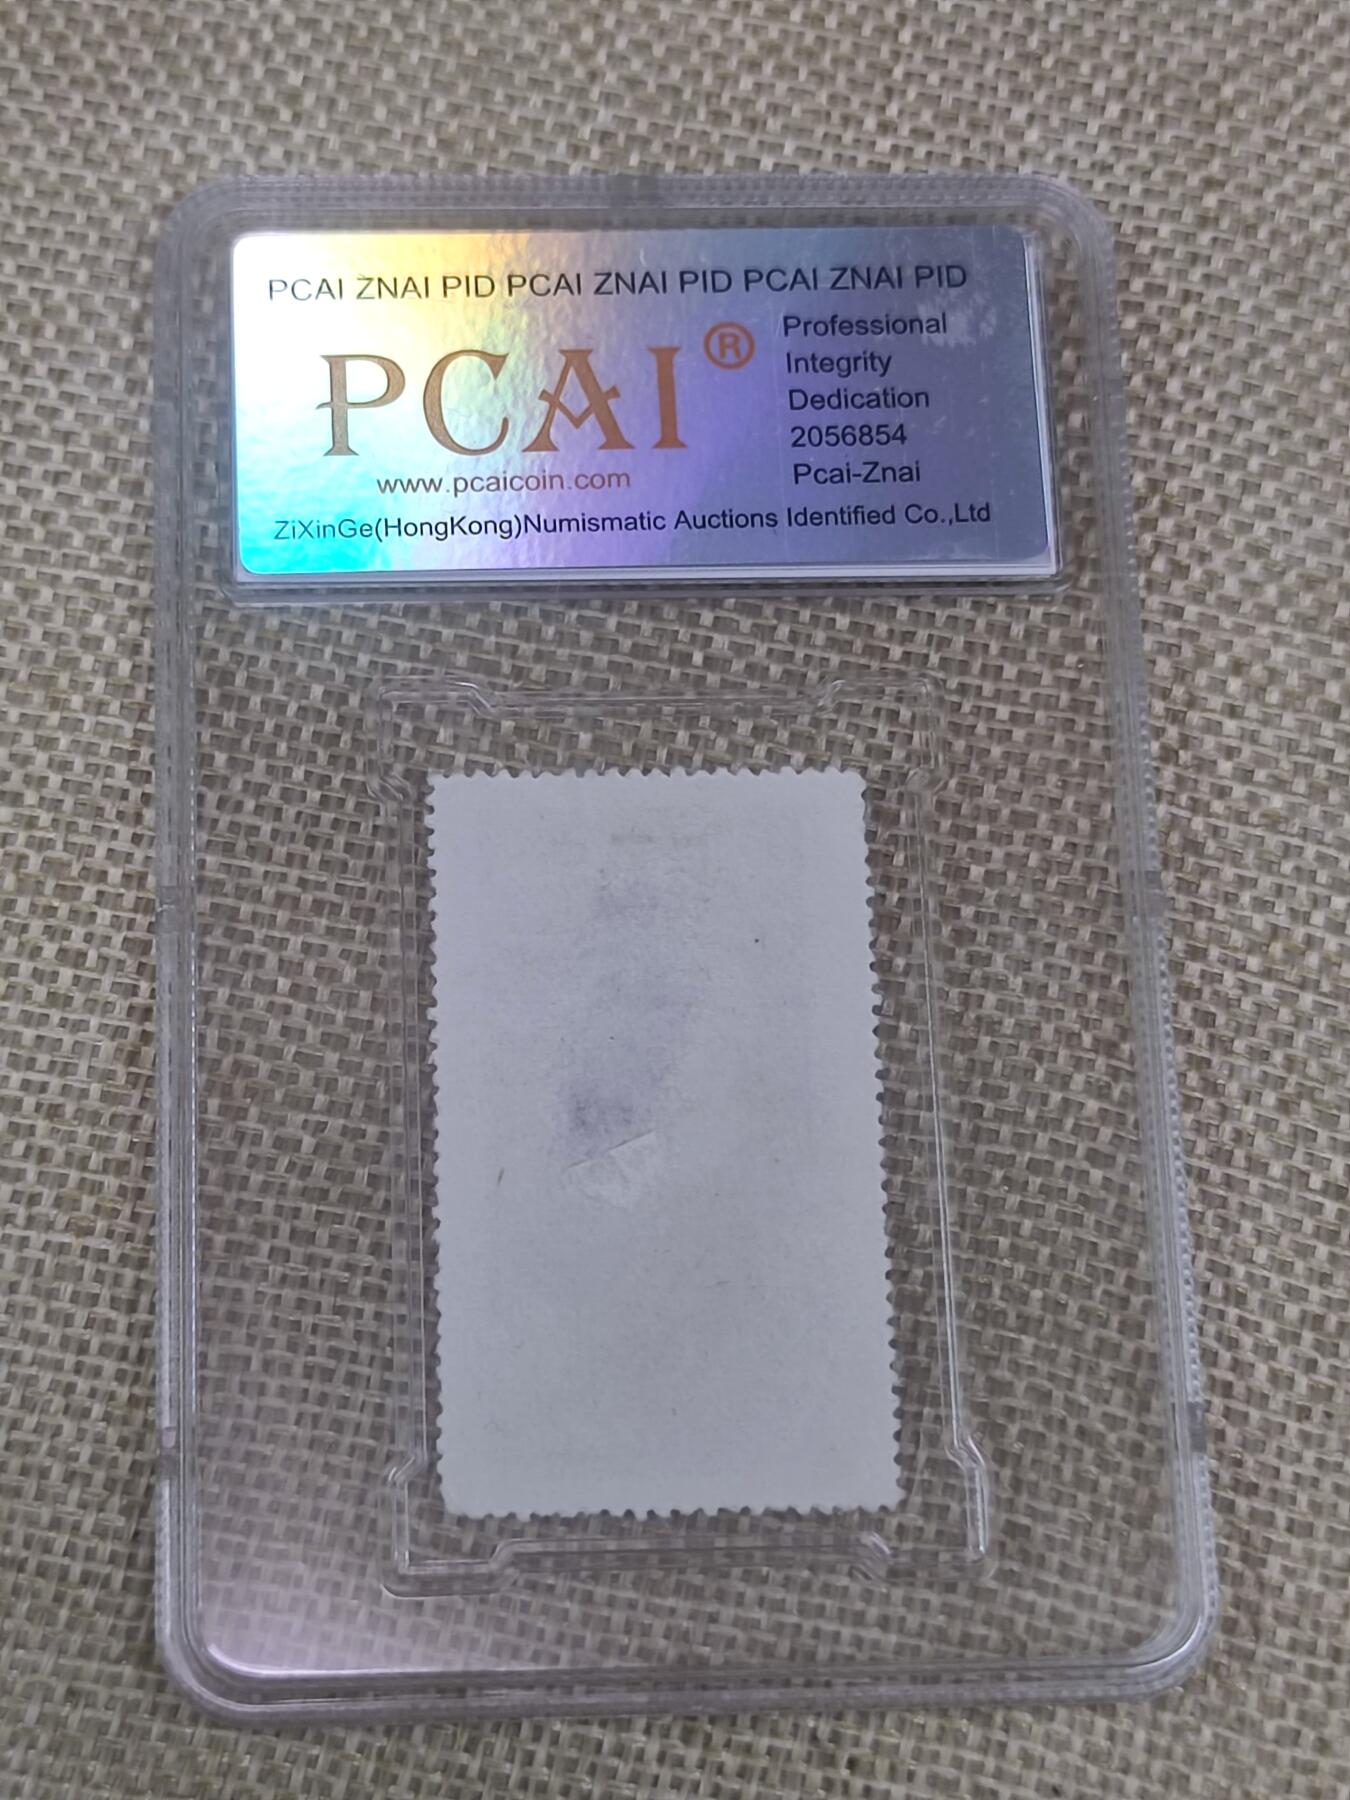 PCAI ZNAI PID PCAI ZNAI PID PCAI ZNAI PID
PCAI®
www.pcaicoin.com
Professional
Integrity
Dedication
2056854
Pcai-Znai
ZiXinGe(HongKong)Numismatic Auctions Identified Co.,Ltd